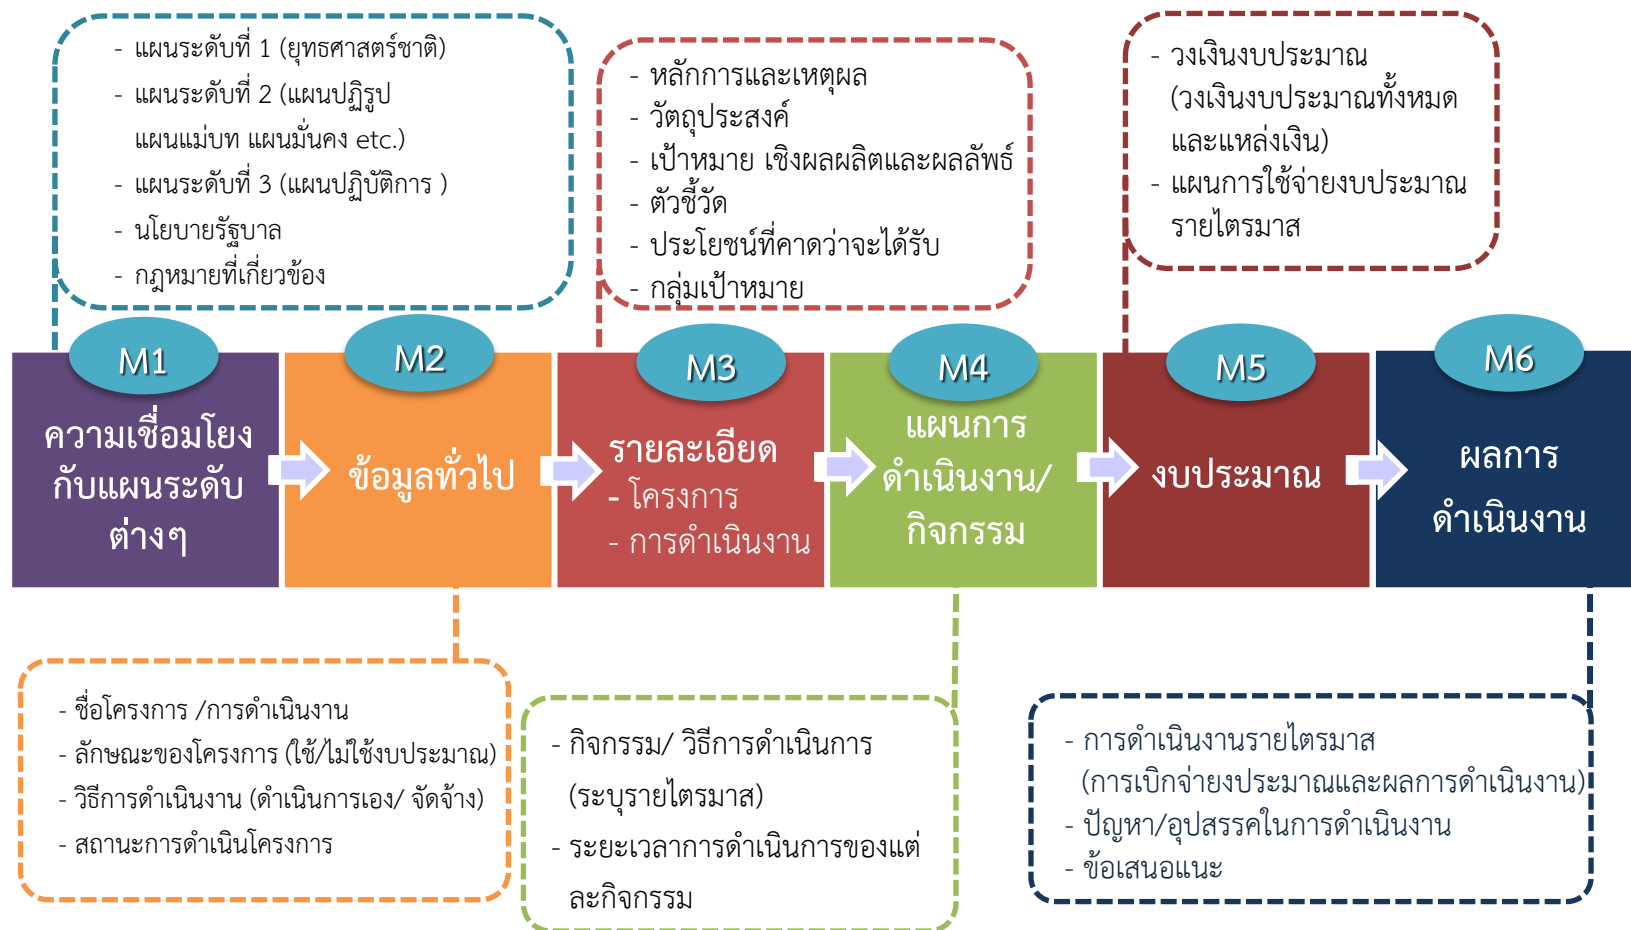 - แผนระดับที่ 1 (ยุทธศาสตร์ชาติ)
- แผนระดับที่ 2 (แผนปฏิรูป
แผนแม่บท แผนมั่นคง etc.)
- แผนระดับที่ 3 (แผนปฏิบัติการ )
- นโยบายรัฐบาล
- กฎหมายที่เกี่ยวข้อง
- หลักการและเหตุผล
- วัตถุประสงค์
- เป้าหมาย เชิงผลผลิตและผลลัพธ์
ตัวชี้วัด
- ประโยชน์ที่คาดว่าจะได้รับ
- กลุ่มเป้าหมาย
- วงเงินงบประมาณ
(วงเงินงบประมาณทั้งหมด
และแหล่งเงิน)
- แผนการใช้จ่ายงบประมาณ
รายไตรมาส
M1
ความเชื่อมโยง
กับแผนระดับ
ต่างๆ
M2
ข้อมูลทั่วไป
M3
รายละเอียด
- โครงการ
- การดำเนินงาน
M4
แผนการ
ดำเนินงาน/
กิจกรรม
M5
งบประมาณ
M6
ผลการ
ดำเนินงาน
- ชื่อโครงการ /การดำเนินงาน
- ลักษณะของโครงการ (ใช้/ไม่ใช้งบประมาณ)
- วิธีการดำเนินงาน (ดำเนินการเอง/ จัดจ้าง)
- สถานะการดำเนินโครงการ
- กิจกรรม/ วิธีการดำเนินการ
(ระบุรายไตรมาส)
- ระยะเวลาการดำเนินการของแต่
ละกิจกรรม
- การดำเนินงานรายไตรมาส
(การเบิกจ่ายงประมาณและผลการดำเนินงาน)
- ปัญหา/อุปสรรคในการดำเนินงาน
- ข้อเสนอแนะ